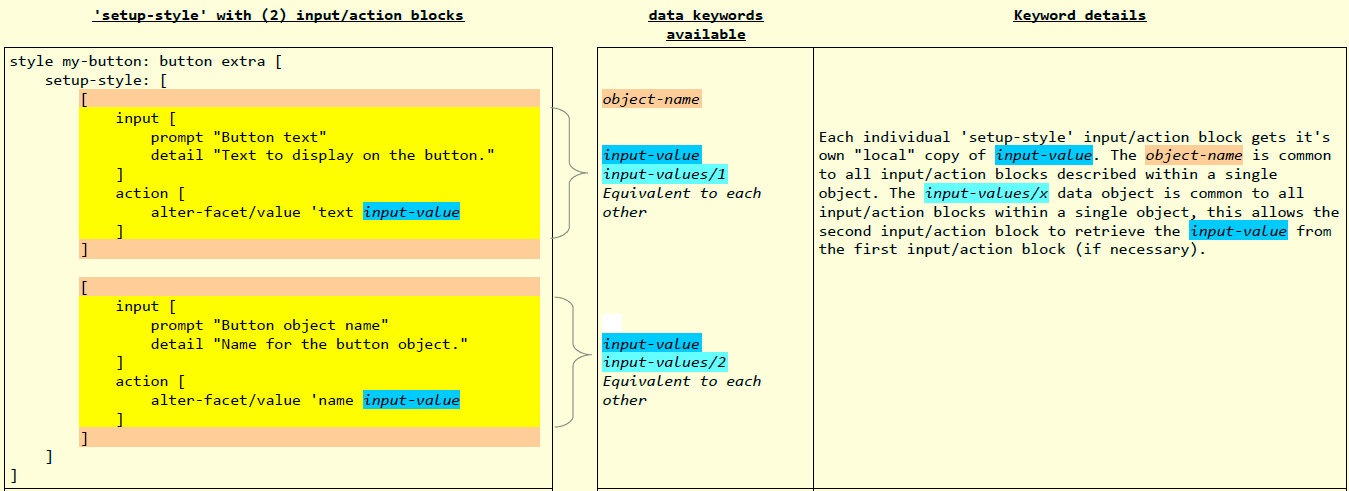 'setup-style' with (2) input/action blocks
data keywords
available
Keyword details
style my-button: button extra [
setup-style: [
[
input [
prompt "Button text"
detail "Text to display on the button."
]
action [
alter-facet/value 'text input-value
]
]
[
input [
prompt "Button object name"
detail "Name for the button object."
]
action [
alter-facet/value 'name input-value
]
]
]
]
object-name
input-value
input-values/1
Equivalent to each
other
input-value
input-values/2
Equivalent to each
other
Each individual 'setup-style' input/action block gets it's
own "local" copy of input-value. The object-name is common
to all input/action blocks described within a single
object. The input-values/x data object is common to all
input/action blocks within a single object, this allows the
second input/action block to retrieve the input-value from
the first input/action block (if necessary).